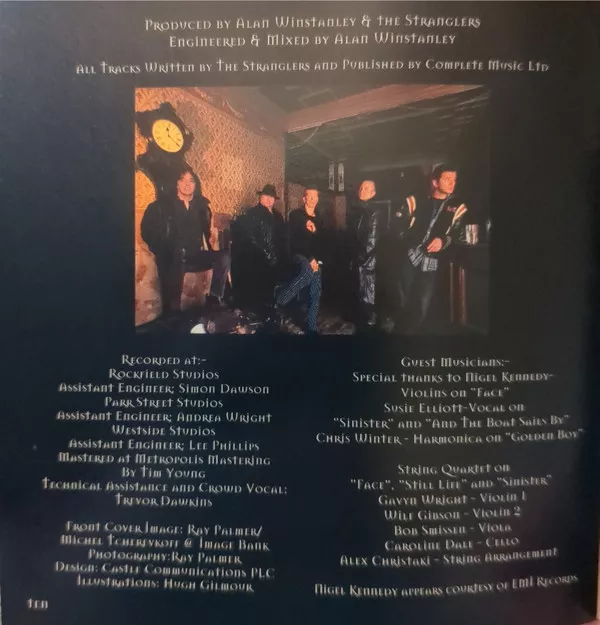 Produced by Alan Winstanley & the Stranglers
Engineered & Mixed by Alan Winstanley
All Tracks Written by The Stranglers and Published by Complete Music Ltd
Recorded at:-
Rockfield Studios
Assistant Engineer; Simon Dawson
Park Street Studios
Assistant Engineer; Andrea Wright
Westside Studios
Assistant Engineer; Lee Phillips
Mastered at Metropolis Mastering
By Tim Young
Technical Assistance and Crowd Vocal:
Trevor Dawkins
Front Cover Image: Ray Palmer/
Michel Tcherevkoff @ Image Bank
Photography:Ray Palmer
Design: Castle Communications PLC
Illustrations: Hugh Gilmour
ten
Guest Musicians:-
Special thanks to Nigel Kennedy-
Violins on "Face"
Susie Elliott-Vocal on
"Sinister" and "And The Boat Sails By"
Chris Winter - Harmonica on "Golden Boy"
String Quartet on
"Face", "Still Life" and "Sinister"
Gavyn Wright - Violin 1
Wilf Gibson - Violin 2
Bob Smissen - Viola
Caroline Dale - Cello
Alex Christaki - String Arrangement
Nigel Kennedy appears courtesy of EMI Records